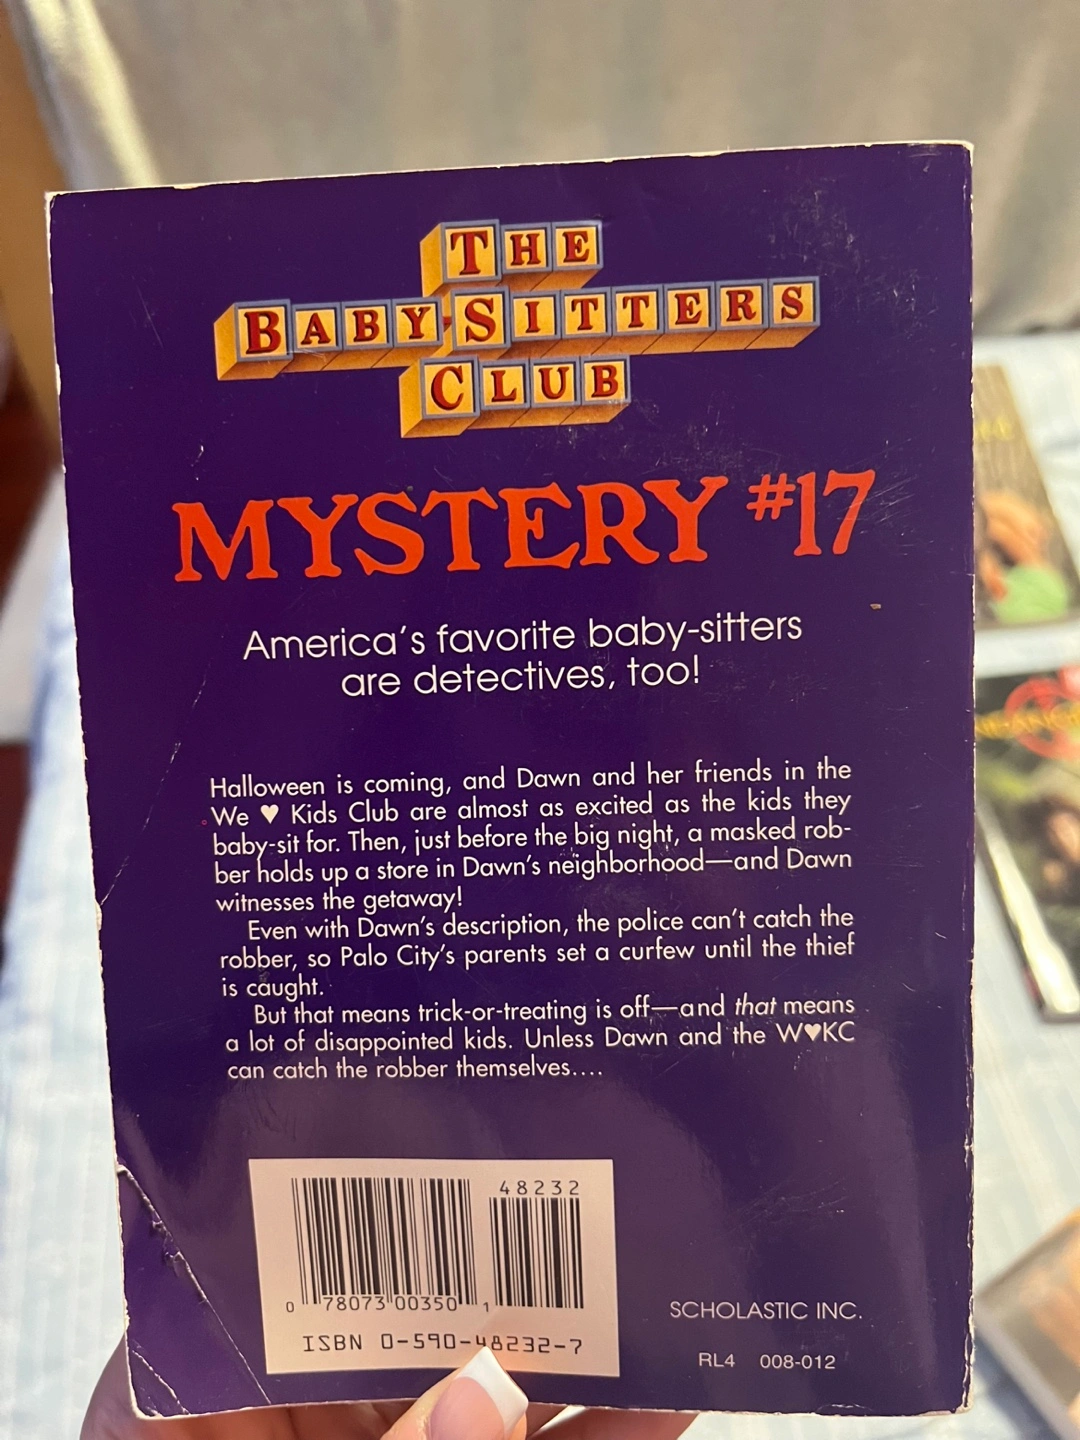 THE
BABY-SITTERS
CLUB
MYSTERY #17
America's favorite baby-sitters
are detectives, too!
Halloween is coming, and Dawn and her friends in the
We ♥ Kids Club are almost as excited as the kids they
baby-sit for. Then, just before the big night, a masked rob-
ber holds up a store in Dawn's neighborhood—and Dawn
witnesses the getaway!
Even with Dawn's description, the police can't catch the
robber, so Palo City's parents set a curfew until the thief
is caught.
But that means trick-or-treating is off—and that means
a lot of disappointed kids. Unless Dawn and the W♥KC
can catch the robber themselves....
48232
0 78073 00350 1
ISBN 0-590-48232-7
SCHOLASTIC INC.
RL4 008-012